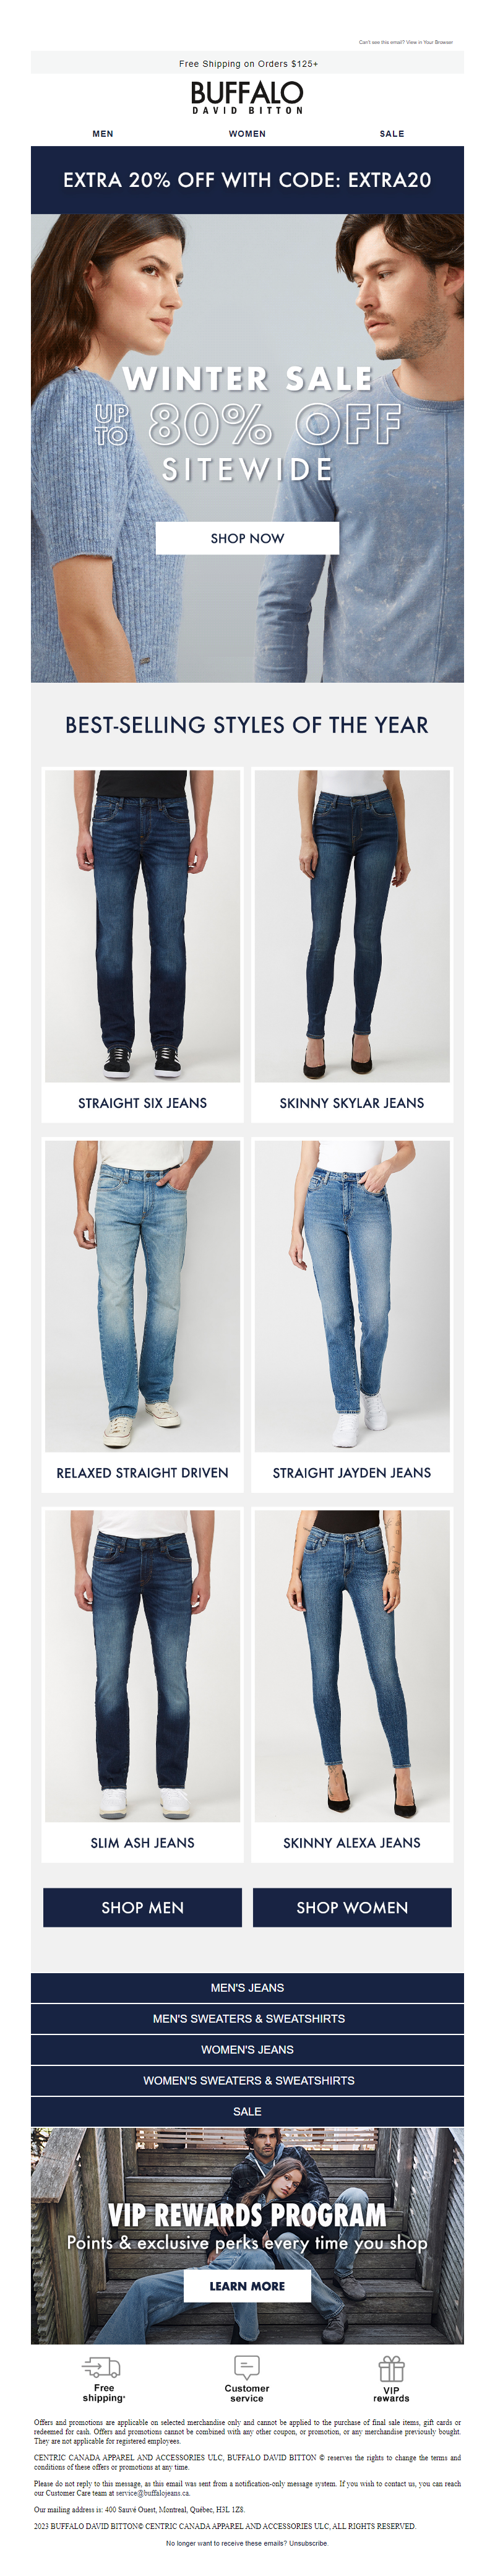 Can't see this email? View in Your Browser
Free Shipping on Orders $125+
BUFFALO
DAVID BITTON
MEN WOMEN SALE
EXTRA 20% OFF WITH CODE: EXTRA20
WINTER SALE
UP TO 80% OFF
SITEWIDE
SHOP NOW
BEST-SELLING STYLES OF THE YEAR
STRAIGHT SIX JEANS
SKINNY SKYLAR JEANS
RELAXED STRAIGHT DRIVEN
STRAIGHT JAYDEN JEANS
SLIM ASH JEANS
SKINNY ALEXA JEANS
SHOP MEN
SHOP WOMEN
MEN'S JEANS
MEN'S SWEATERS & SWEATSHIRTS
WOMEN'S JEANS
WOMEN'S SWEATERS & SWEATSHIRTS
SALE
VIP REWARDS PROGRAM
Points & exclusive perks every time you shop
LEARN MORE
Free
shipping*
Customer
service
VIP
rewards
Offers and promotions are applicable on selected merchandise only and cannot be applied to the purchase of final sale items, gift cards or
redeemed for cash. Offers and promotions cannot be combined with any other coupon, or promotion, or any merchandise previously bought.
They are not applicable for registered employees.
CENTRIC CANADA APPAREL AND ACCESSORIES ULC, BUFFALO DAVID BITTON © reserves the rights to change the terms and
conditions of these offers or promotions at any time.
Please do not reply to this message, as this email was sent from a notification-only message system. If you wish to contact us, you can reach
our Customer Care team at service@buffalojeans.ca.
Our mailing address is: 400 Sauvé Ouest, Montreal, Québec, H3L 1Z8.
2023 BUFFALO DAVID BITTON© CENTRIC CANADA APPAREL AND ACCESSORIES ULC, ALL RIGHTS RESERVED.
No longer want to receive these emails? Unsubscribe.